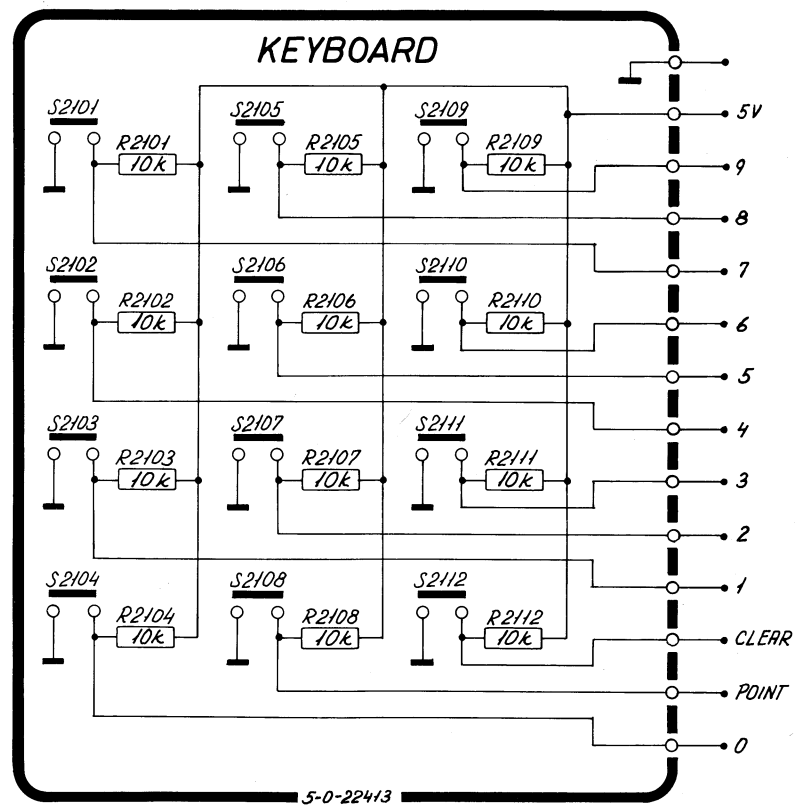 KEYBOARD
5V
S2101
S2105
S2109
R2101
R2105
R2109
10k
10k
10k
9
8
7
S2102
S2106
S2110
R2102
R2106
R2110
10k
10k
10k
6
5
4
S2103
S2107
S2111
R2103
R2107
R2111
10k
10k
10k
3
2
1
S2104
S2108
S2112
R2104
R2108
R2112
10k
10k
10k
CLEAR
POINT
0
5-0-22413